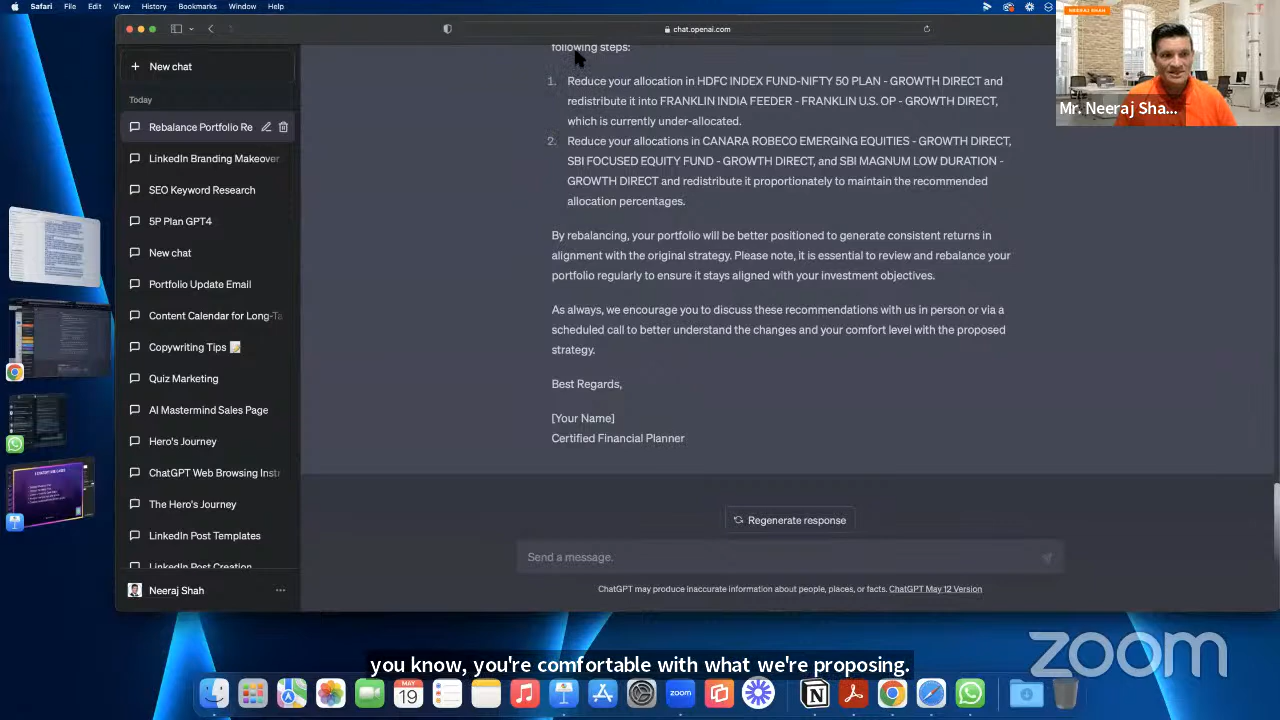 Safari File Edit View History Bookmarks Window Help
NEERAJ SHAH
Mr. Neeraj Sha...
chat.openai.com
New chat
Today
Rebalance Portfolio Re
LinkedIn Branding Makeover
SEO Keyword Research
5P Plan GPT4
New chat
Portfolio Update Email
Content Calendar for Long-Ta
Copywriting Tips 📝
Quiz Marketing
AI Mastermind Sales Page
Hero's Journey
ChatGPT Web Browsing Inst
The Hero's Journey
LinkedIn Post Templates
LinkedIn Post Creation
Neeraj Shah
following steps:
1. Reduce your allocation in HDFC INDEX FUND-NIFTY 50 PLAN - GROWTH DIRECT and
redistribute it into FRANKLIN INDIA FEEDER - FRANKLIN U.S. OP - GROWTH DIRECT,
which is currently under-allocated.
2. Reduce your allocations in CANARA ROBECO EMERGING EQUITIES - GROWTH DIRECT,
SBI FOCUSED EQUITY FUND - GROWTH DIRECT, and SBI MAGNUM LOW DURATION -
GROWTH DIRECT and redistribute it proportionately to maintain the recommended
allocation percentages.
By rebalancing, your portfolio will be better positioned to generate consistent returns in
alignment with the original strategy. Please note, it is essential to review and rebalance your
portfolio regularly to ensure it stays aligned with your investment objectives.
As always, we encourage you to discuss these recommendations with us in person or via a
scheduled call to better understand the changes and your comfort level with the proposed
strategy.
Best Regards,
[Your Name]
Certified Financial Planner
Regenerate response
Send a message.
ChatGPT may produce inaccurate information about people, places, or facts. ChatGPT May 12 Version
zoom
you know, you're comfortable with what we're proposing.
MAY
19
zoom